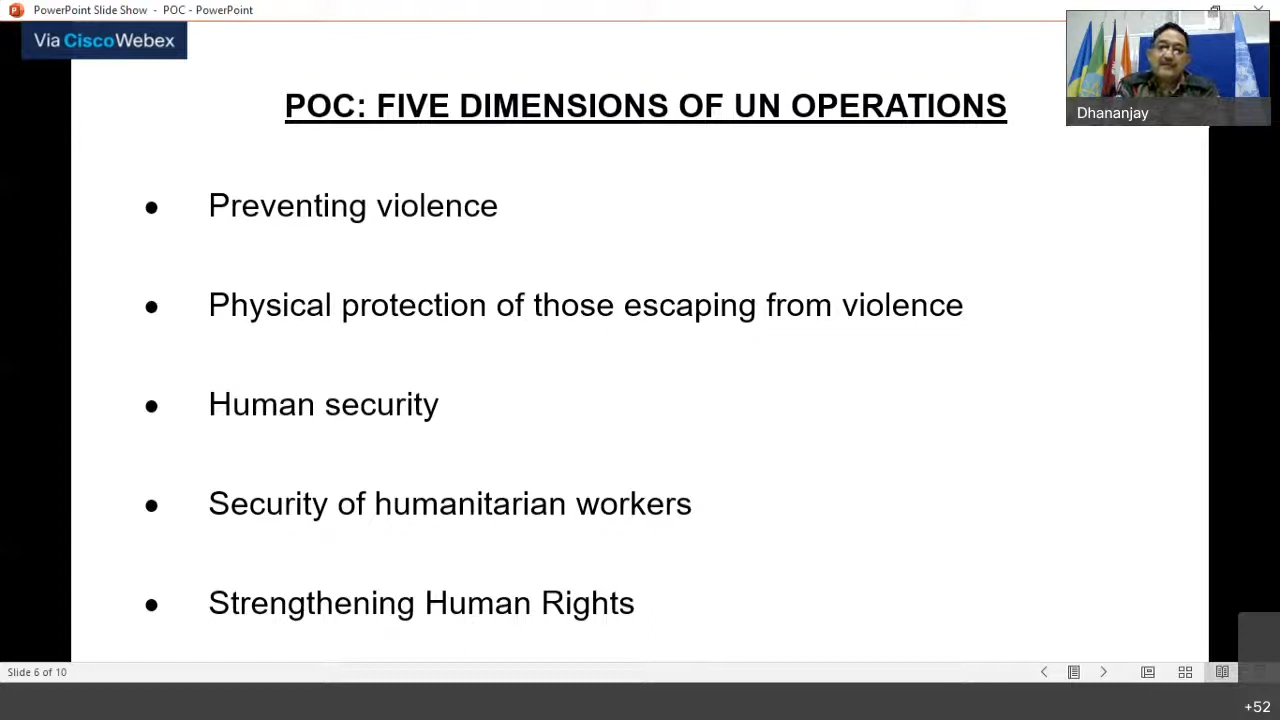 PowerPoint Slide Show - POC - PowerPoint
Via CiscoWebex
Dhananjay
POC: FIVE DIMENSIONS OF UN OPERATIONS
• Preventing violence
• Physical protection of those escaping from violence
• Human security
• Security of humanitarian workers
• Strengthening Human Rights
Slide 6 of 10
+52